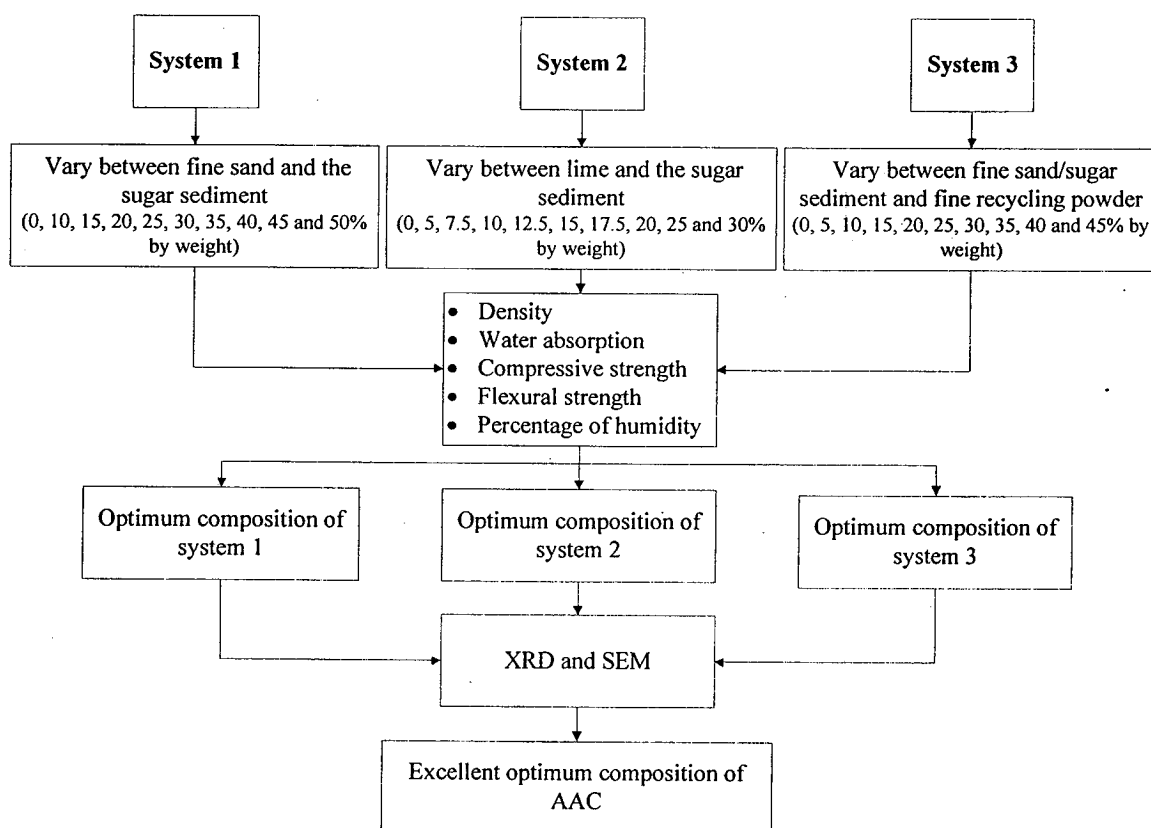 System 1
System 2
System 3
Vary between fine sand and the
sugar sediment
(0, 10, 15, 20, 25, 30, 35, 40, 45 and 50%
by weight)
Vary between lime and the sugar
sediment
(0, 5, 7.5, 10, 12.5, 15, 17.5, 20, 25 and 30%
by weight)
Vary between fine sand/sugar
sediment and fine recycling powder
(0, 5, 10, 15, 20, 25, 30, 35, 40 and 45% by
weight)
• Density
• Water absorption
• Compressive strength
• Flexural strength
• Percentage of humidity
Optimum composition of
system 1
Optimum composition of
system 2
Optimum composition of
system 3
XRD and SEM
Excellent optimum composition of
AAC